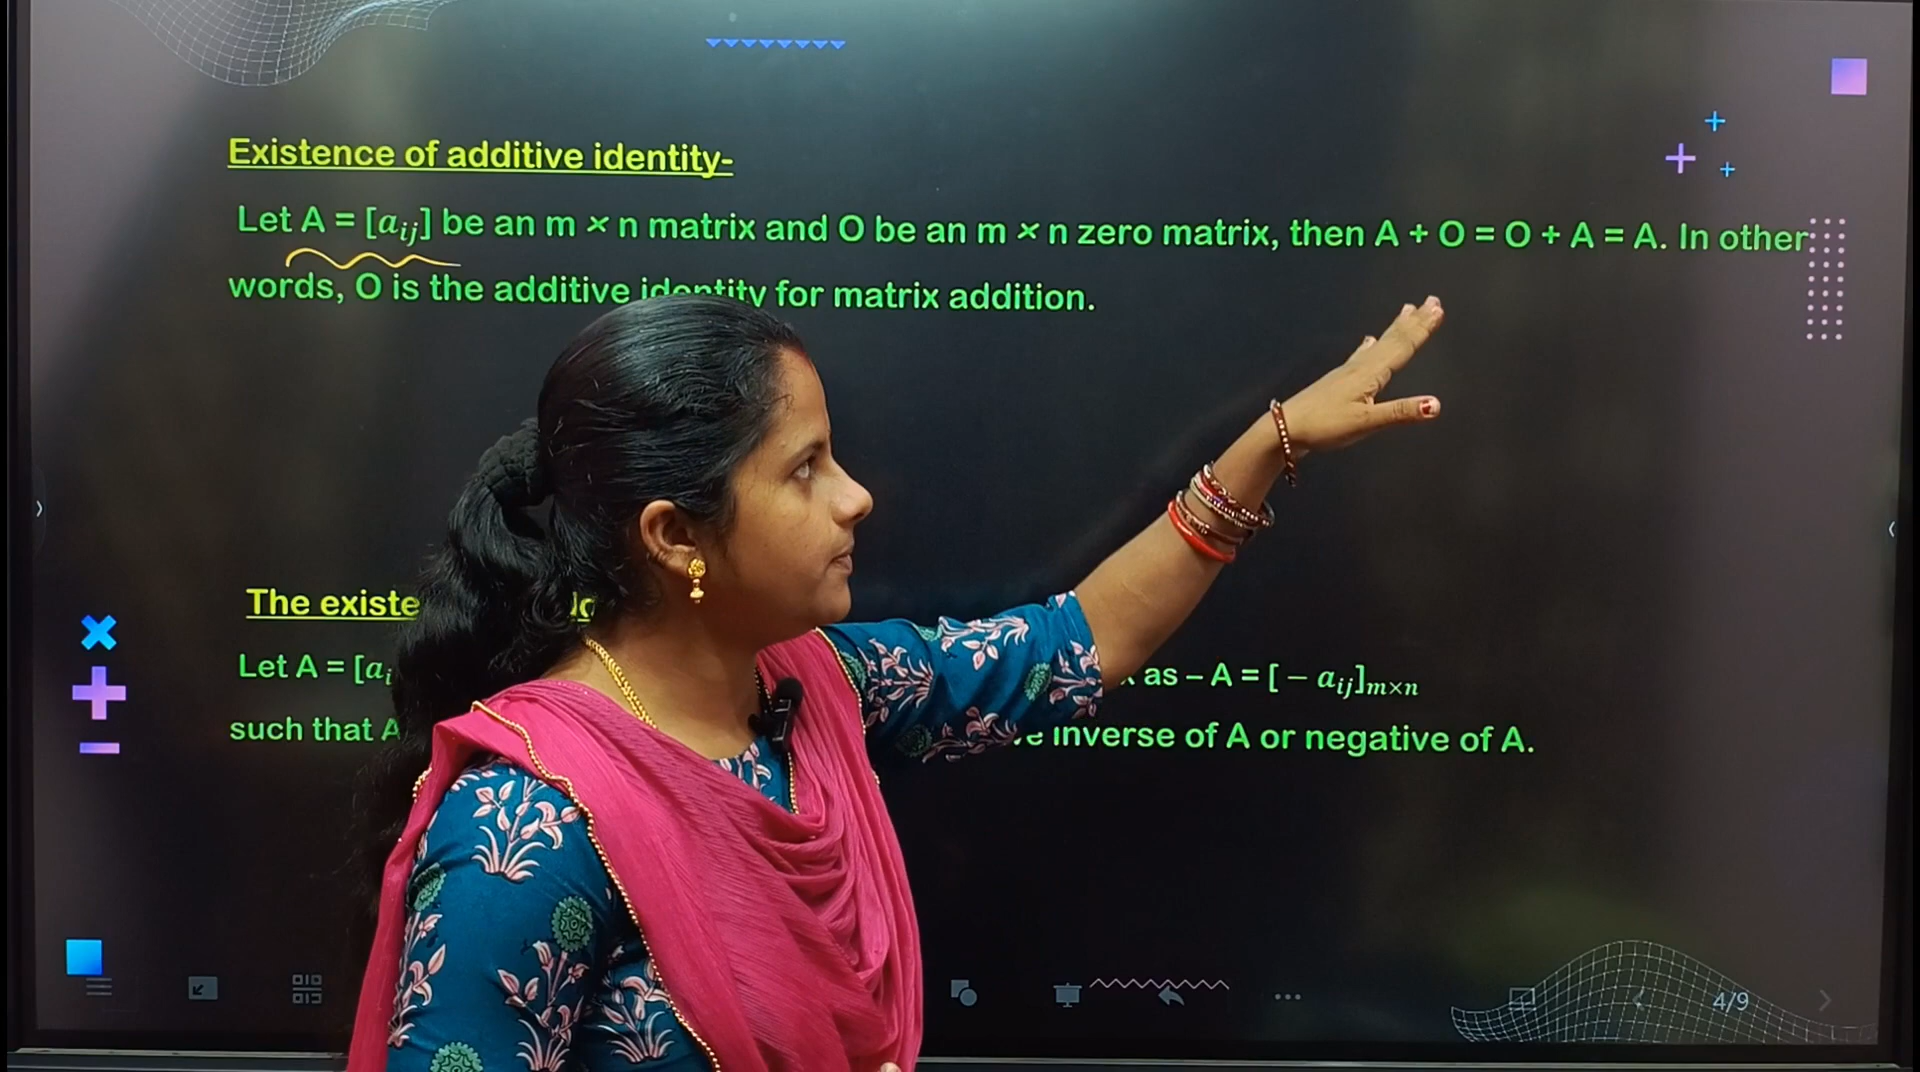 Existence of additive identity-
Let A = [aij] be an m × n matrix and O be an m × n zero matrix, then A + O = O + A = A. In other
words, O is the additive identity for matrix addition.
The
Let A = [ai as – A = [ – aij]m×n
such that A inverse of A or negative of A.
4/9